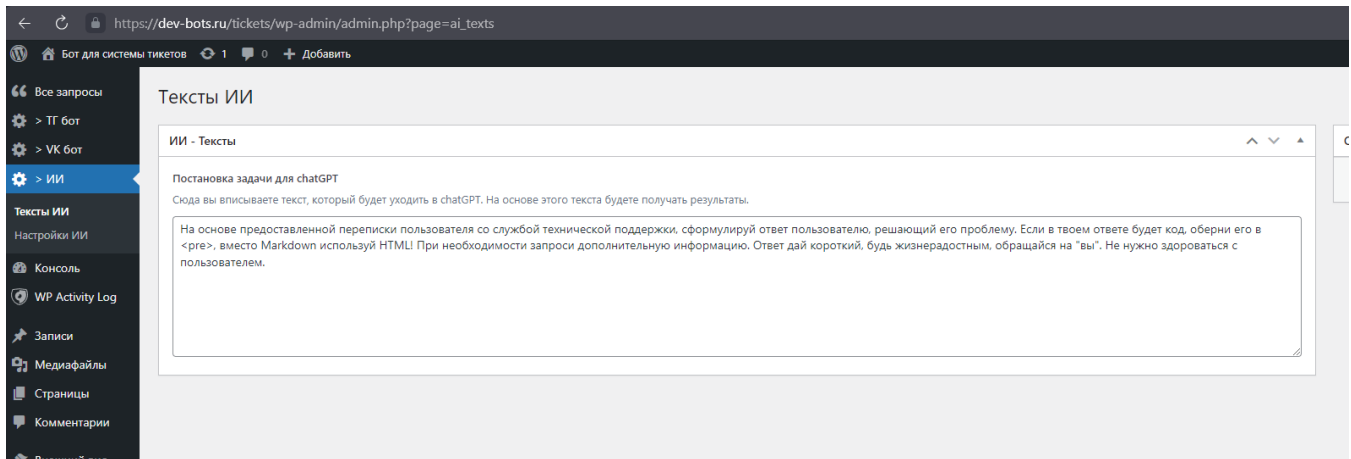 https://dev-bots.ru/tickets/wp-admin/admin.php?page=ai_texts
Бот для системы тикетов 1 0 Добавить
Все запросы
> ТГ бот
> VK бот
> ИИ
Тексты ИИ
Настройки ИИ
Консоль
WP Activity Log
Записи
Медиафайлы
Страницы
Комментарии
Тексты ИИ
ИИ - Тексты
Постановка задачи для chatGPT
Сюда вы вписываете текст, который будет уходить в chatGPT. На основе этого текста будете получать результаты.
На основе предоставленной переписки пользователя со службой технической поддержки, сформулируй ответ пользователю, решающий его проблему. Если в твоем ответе будет код, оберни его в
<pre>, вместо Markdown используй HTML! При необходимости запроси дополнительную информацию. Ответ дай короткий, будь жизнерадостным, обращайся на "вы". Не нужно здороваться с
пользователем.